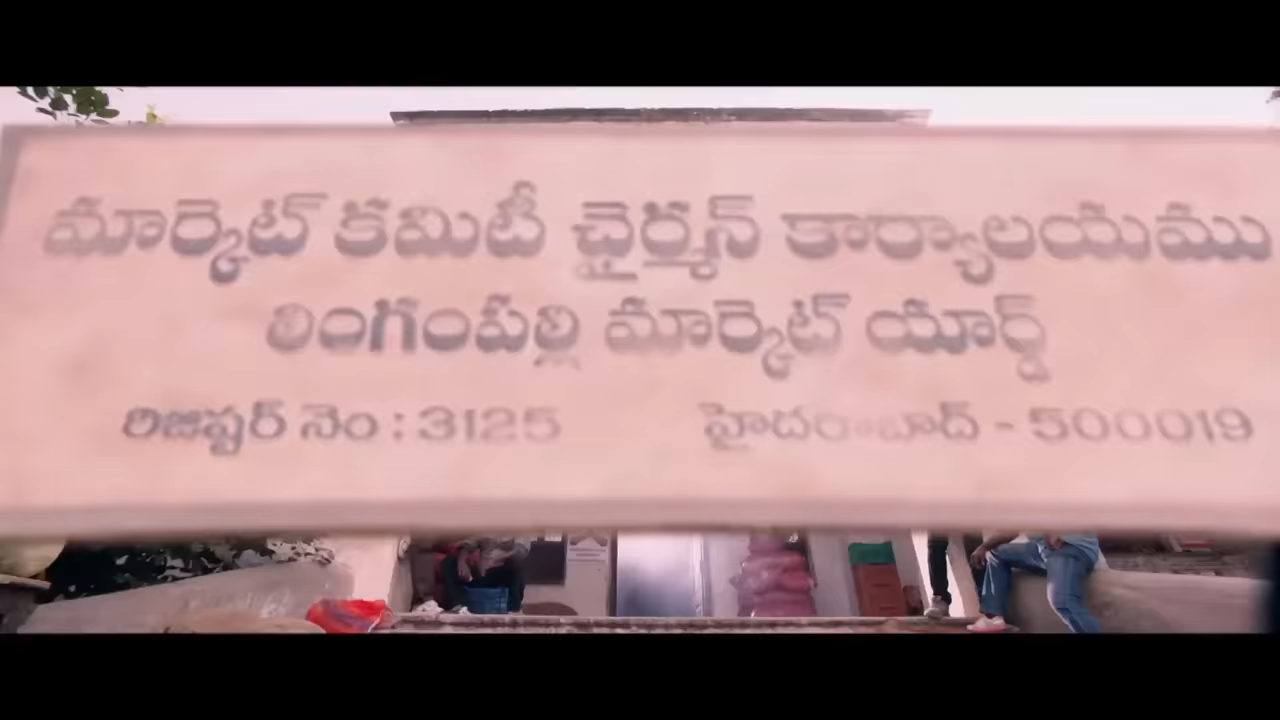 మార్కెట్ కమిటీ ఛైర్మన్ కార్యాలయము
లింగంపల్లి మార్కెట్ యార్డ్
రిజిష్టర్ నెం : 3125 హైదరాబాద్ - 500019